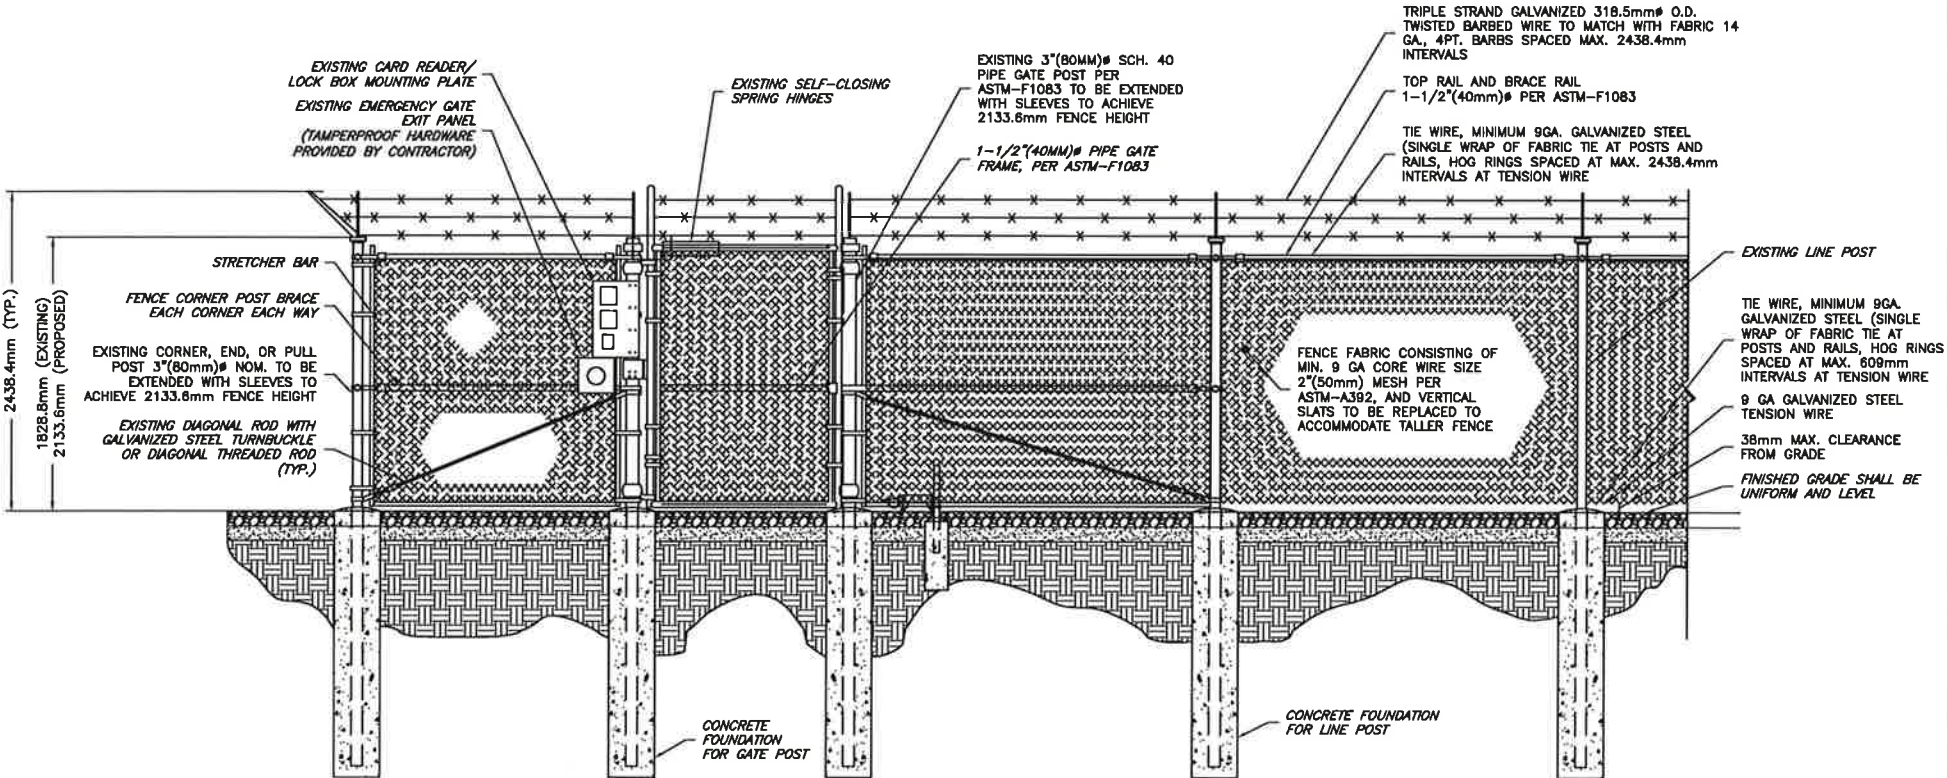 TRIPLE STRAND GALVANIZED 318.5mmø O.D.
TWISTED BARBED WIRE TO MATCH WITH FABRIC 14
GA., 4PT. BARBS SPACED MAX. 2438.4mm
INTERVALS
EXISTING CARD READER/
LOCK BOX MOUNTING PLATE
EXISTING EMERGENCY GATE
EXIT PANEL
(TAMPERPROOF HARDWARE
PROVIDED BY CONTRACTOR)
EXISTING SELF-CLOSING
SPRING HINGES
EXISTING 3"(80MM)ø SCH. 40
PIPE GATE POST PER
ASTM-F1083 TO BE EXTENDED
WITH SLEEVES TO ACHIEVE
2133.6mm FENCE HEIGHT
1-1/2"(40MM)ø PIPE GATE
FRAME, PER ASTM-F1083
TOP RAIL AND BRACE RAIL
1-1/2"(40mm)ø PER ASTM-F1083
TIE WIRE, MINIMUM 9GA. GALVANIZED STEEL
(SINGLE WRAP OF FABRIC TIE AT POSTS AND
RAILS, HOG RINGS SPACED AT MAX. 2438.4mm
INTERVALS AT TENSION WIRE
2438.4mm (TYP.)
1828.8mm (EXISTING)
2133.6mm (PROPOSED)
STRETCHER BAR
FENCE CORNER POST BRACE
EACH CORNER EACH WAY
EXISTING CORNER, END, OR PULL
POST 3"(80mm)ø NOM. TO BE
EXTENDED WITH SLEEVES TO
ACHIEVE 2133.6mm FENCE HEIGHT
EXISTING DIAGONAL ROD WITH
GALVANIZED STEEL TURNBUCKLE
OR DIAGONAL THREADED ROD
(TYP.)
FENCE FABRIC CONSISTING OF
MIN. 9 GA CORE WIRE SIZE
2"(50mm) MESH PER
ASTM-A392, AND VERTICAL
SLATS TO BE REPLACED TO
ACCOMMODATE TALLER FENCE
EXISTING LINE POST
TIE WIRE, MINIMUM 9GA.
GALVANIZED STEEL (SINGLE
WRAP OF FABRIC TIE AT
POSTS AND RAILS, HOG RINGS
SPACED AT MAX. 609mm
INTERVALS AT TENSION WIRE
9 GA GALVANIZED STEEL
TENSION WIRE
38mm MAX. CLEARANCE
FROM GRADE
FINISHED GRADE SHALL BE
UNIFORM AND LEVEL
CONCRETE
FOUNDATION
FOR GATE POST
CONCRETE FOUNDATION
FOR LINE POST